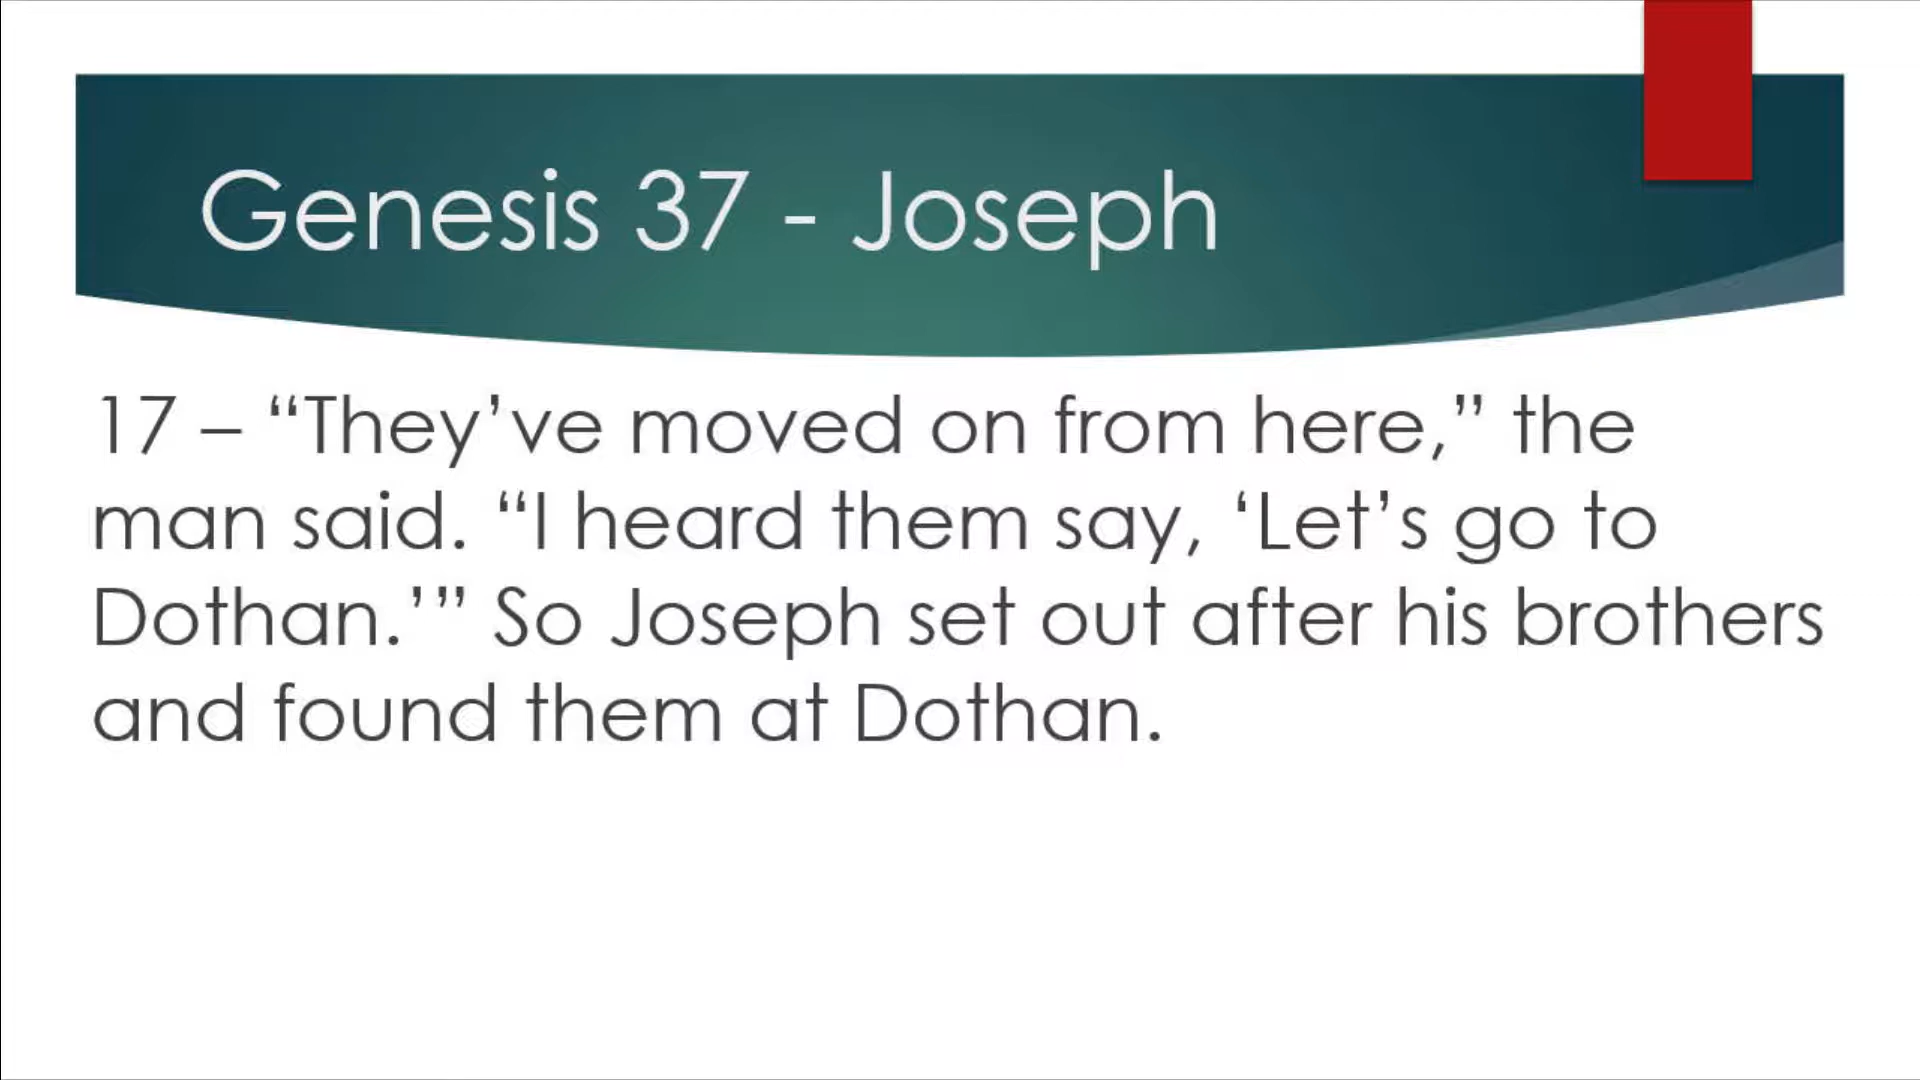 Genesis 37 - Joseph
17 – “They’ve moved on from here,” the
man said. “I heard them say, ‘Let’s go to
Dothan.’” So Joseph set out after his brothers
and found them at Dothan.